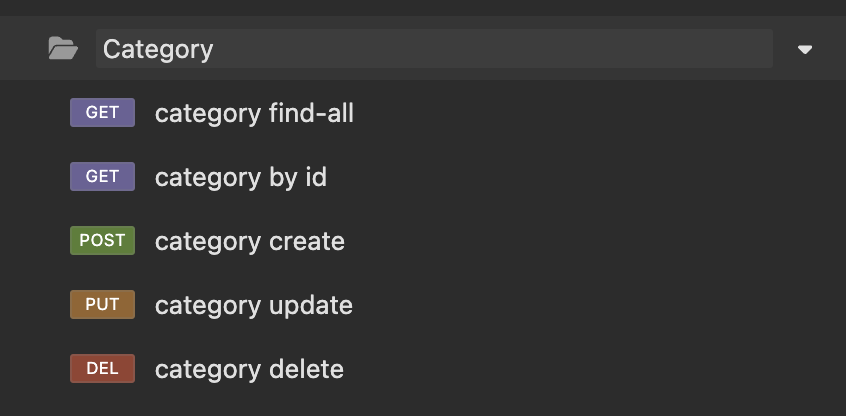 Category
GET category find-all
GET category by id
POST category create
PUT category update
DEL category delete